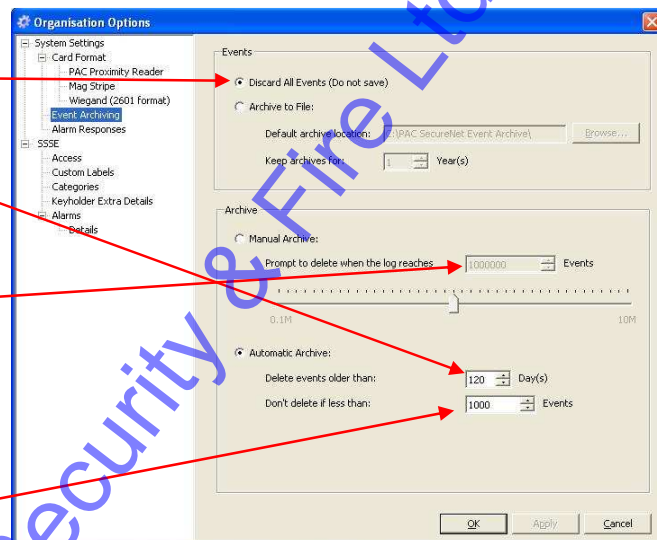 Organisation Options
System Settings
Card Format
PAC Proximity Reader
Mag Stripe
Wiegand (2601 format)
Event Archiving
Alarm Responses
SSSE
Access
Custom Labels
Categories
Keyholder Extra Details
Alarms
Details
Events
Discard All Events (Do not save)
Archive to File:
Default archive location: C:\PAC SecureNet Event Archive\ Browse...
Keep archives for: 1 Year(s)
Archive
Manual Archive:
Prompt to delete when the log reaches 1000000 Events
0.1M 10M
Automatic Archive:
Delete events older than: 120 Day(s)
Don't delete if less than: 1000 Events
OK Apply Cancel
Security & Fire Ltd